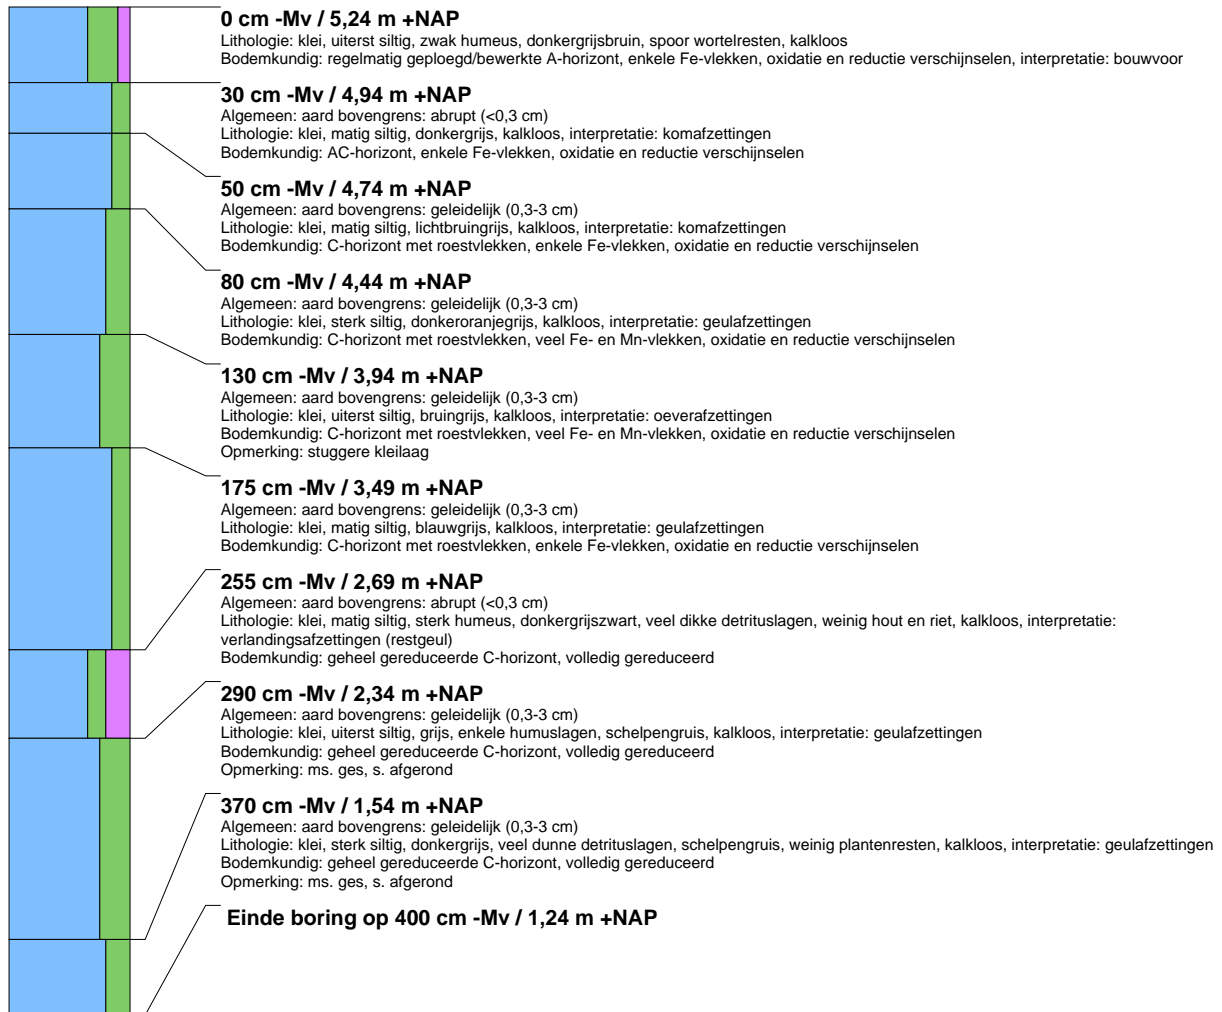 0 cm -Mv / 5,24 m +NAP
Lithologie: klei, uiterst siltig, zwak humeus, donkergrijsbruin, spoor wortelresten, kalkloos
Bodemkundig: regelmatig geploegd/bewerkte A-horizont, enkele Fe-vlekken, oxidatie en reductie verschijnselen, interpretatie: bouwvoor
30 cm -Mv / 4,94 m +NAP
Algemeen: aard bovengrens: abrupt (<0,3 cm)
Lithologie: klei, matig siltig, donkergrijs, kalkloos, interpretatie: komafzettingen
Bodemkundig: AC-horizont, enkele Fe-vlekken, oxidatie en reductie verschijnselen
50 cm -Mv / 4,74 m +NAP
Algemeen: aard bovengrens: geleidelijk (0,3-3 cm)
Lithologie: klei, matig siltig, lichtbruingrijs, kalkloos, interpretatie: komafzettingen
Bodemkundig: C-horizont met roestvlekken, enkele Fe-vlekken, oxidatie en reductie verschijnselen
80 cm -Mv / 4,44 m +NAP
Algemeen: aard bovengrens: geleidelijk (0,3-3 cm)
Lithologie: klei, sterk siltig, donkeroranjegrijs, kalkloos, interpretatie: geulafzettingen
Bodemkundig: C-horizont met roestvlekken, veel Fe- en Mn-vlekken, oxidatie en reductie verschijnselen
130 cm -Mv / 3,94 m +NAP
Algemeen: aard bovengrens: geleidelijk (0,3-3 cm)
Lithologie: klei, uiterst siltig, bruingrijs, kalkloos, interpretatie: oeverafzettingen
Bodemkundig: C-horizont met roestvlekken, veel Fe- en Mn-vlekken, oxidatie en reductie verschijnselen
Opmerking: stuggere kleilaag
175 cm -Mv / 3,49 m +NAP
Algemeen: aard bovengrens: geleidelijk (0,3-3 cm)
Lithologie: klei, matig siltig, blauwgrijs, kalkloos, interpretatie: geulafzettingen
Bodemkundig: C-horizont met roestvlekken, enkele Fe-vlekken, oxidatie en reductie verschijnselen
255 cm -Mv / 2,69 m +NAP
Algemeen: aard bovengrens: abrupt (<0,3 cm)
Lithologie: klei, matig siltig, sterk humeus, donkergrijszwart, veel dikke detrituslagen, weinig hout en riet, kalkloos, interpretatie:
verlandingsafzettingen (restgeul)
Bodemkundig: geheel gereduceerde C-horizont, volledig gereduceerd
290 cm -Mv / 2,34 m +NAP
Algemeen: aard bovengrens: geleidelijk (0,3-3 cm)
Lithologie: klei, uiterst siltig, grijs, enkele humuslagen, schelpengruis, kalkloos, interpretatie: geulafzettingen
Bodemkundig: geheel gereduceerde C-horizont, volledig gereduceerd
Opmerking: ms. ges, s. afgerond
370 cm -Mv / 1,54 m +NAP
Algemeen: aard bovengrens: geleidelijk (0,3-3 cm)
Lithologie: klei, sterk siltig, donkergrijs, veel dunne detrituslagen, schelpengruis, weinig plantenresten, kalkloos, interpretatie: geulafzettingen
Bodemkundig: geheel gereduceerde C-horizont, volledig gereduceerd
Opmerking: ms. ges, s. afgerond
Einde boring op 400 cm -Mv / 1,24 m +NAP